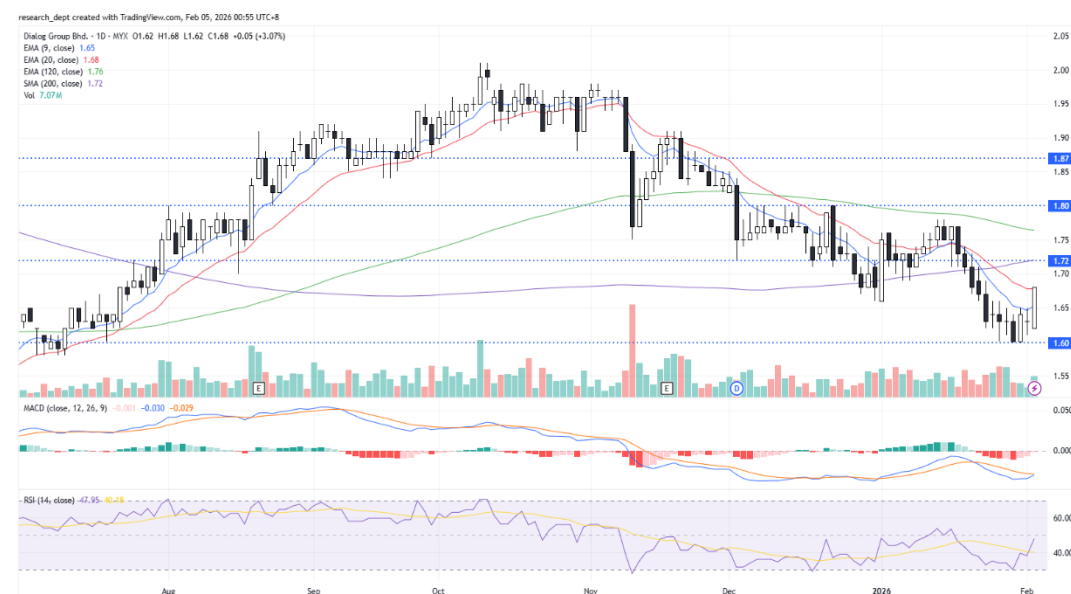 research_dept created with TradingView.com, Feb 05, 2026 00:55 UTC+8
Dialog Group Bhd. · 1D · MYX O1.62 H1.68 L1.62 C1.68 +0.05 (+3.07%)
EMA (9, close) 1.65
EMA (20, close) 1.68
EMA (120, close) 1.76
SMA (200, close) 1.72
Vol 7.07M
2.05
2.00
1.95
1.90
1.87
1.85
1.80
1.75
1.72
1.70
1.65
1.60
1.55
E
E
D
MACD (close, 12, 26, 9) -0.001 -0.030 -0.029
0.050
0.000
RSI (14, close) 47.95
60.00
40.00
Aug Sep Oct Nov Dec 2026 Feb